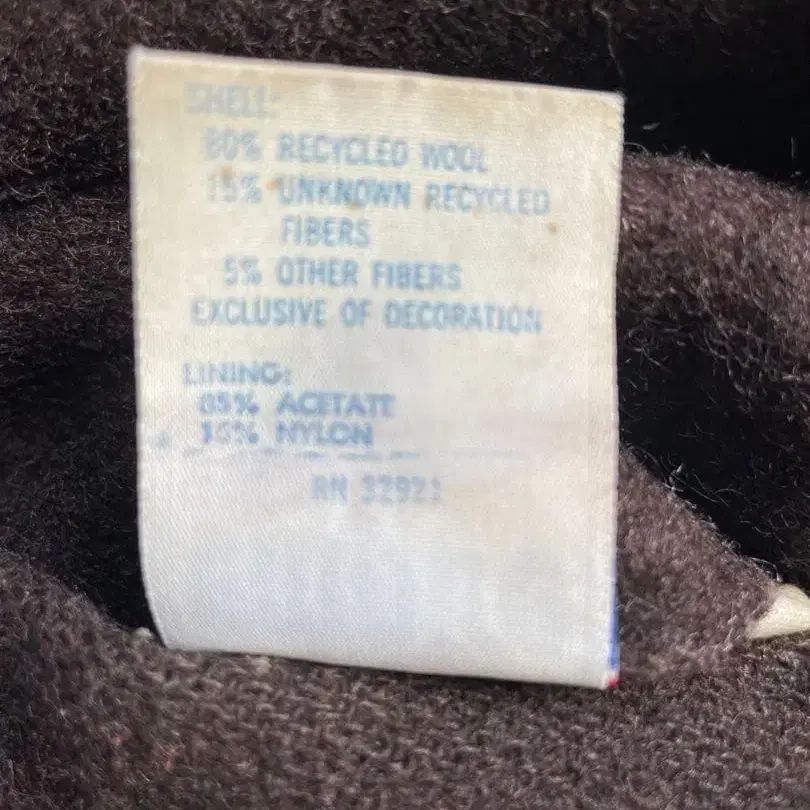 SHELL:
80% RECYCLED WOOL
15% UNKNOWN RECYCLED
FIBERS
5% OTHER FIBERS
EXCLUSIVE OF DECORATION
LINING:
85% ACETATE
15% NYLON
RN 32921